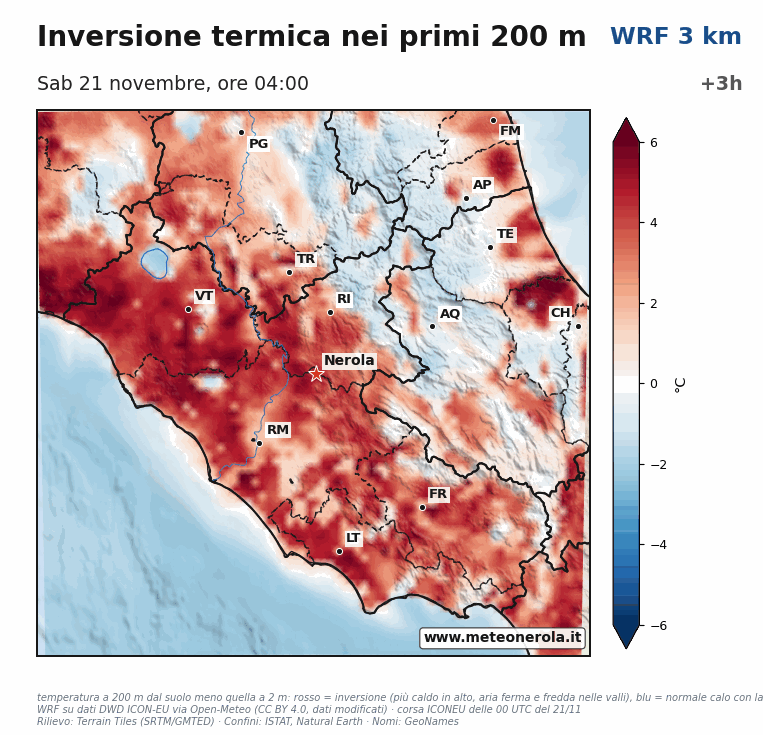 Inversione termica nei primi 200 m WRF 3 km
Sab 21 novembre, ore 04:00 +3h
FM
PG
AP
TE
TR
VT
RI
AQ
CH
Nerola
RM
FR
LT
www.meteonerola.it
6
4
2
0
−2
−4
−6
°C
temperatura a 200 m dal suolo meno quella a 2 m: rosso = inversione (più caldo in alto, aria ferma e fredda nelle valli), blu = normale calo con la
WRF su dati DWD ICON-EU via Open-Meteo (CC BY 4.0, dati modificati) · corsa ICONEU delle 00 UTC del 21/11
Rilievo: Terrain Tiles (SRTM/GMTED) · Confini: ISTAT, Natural Earth · Nomi: GeoNames